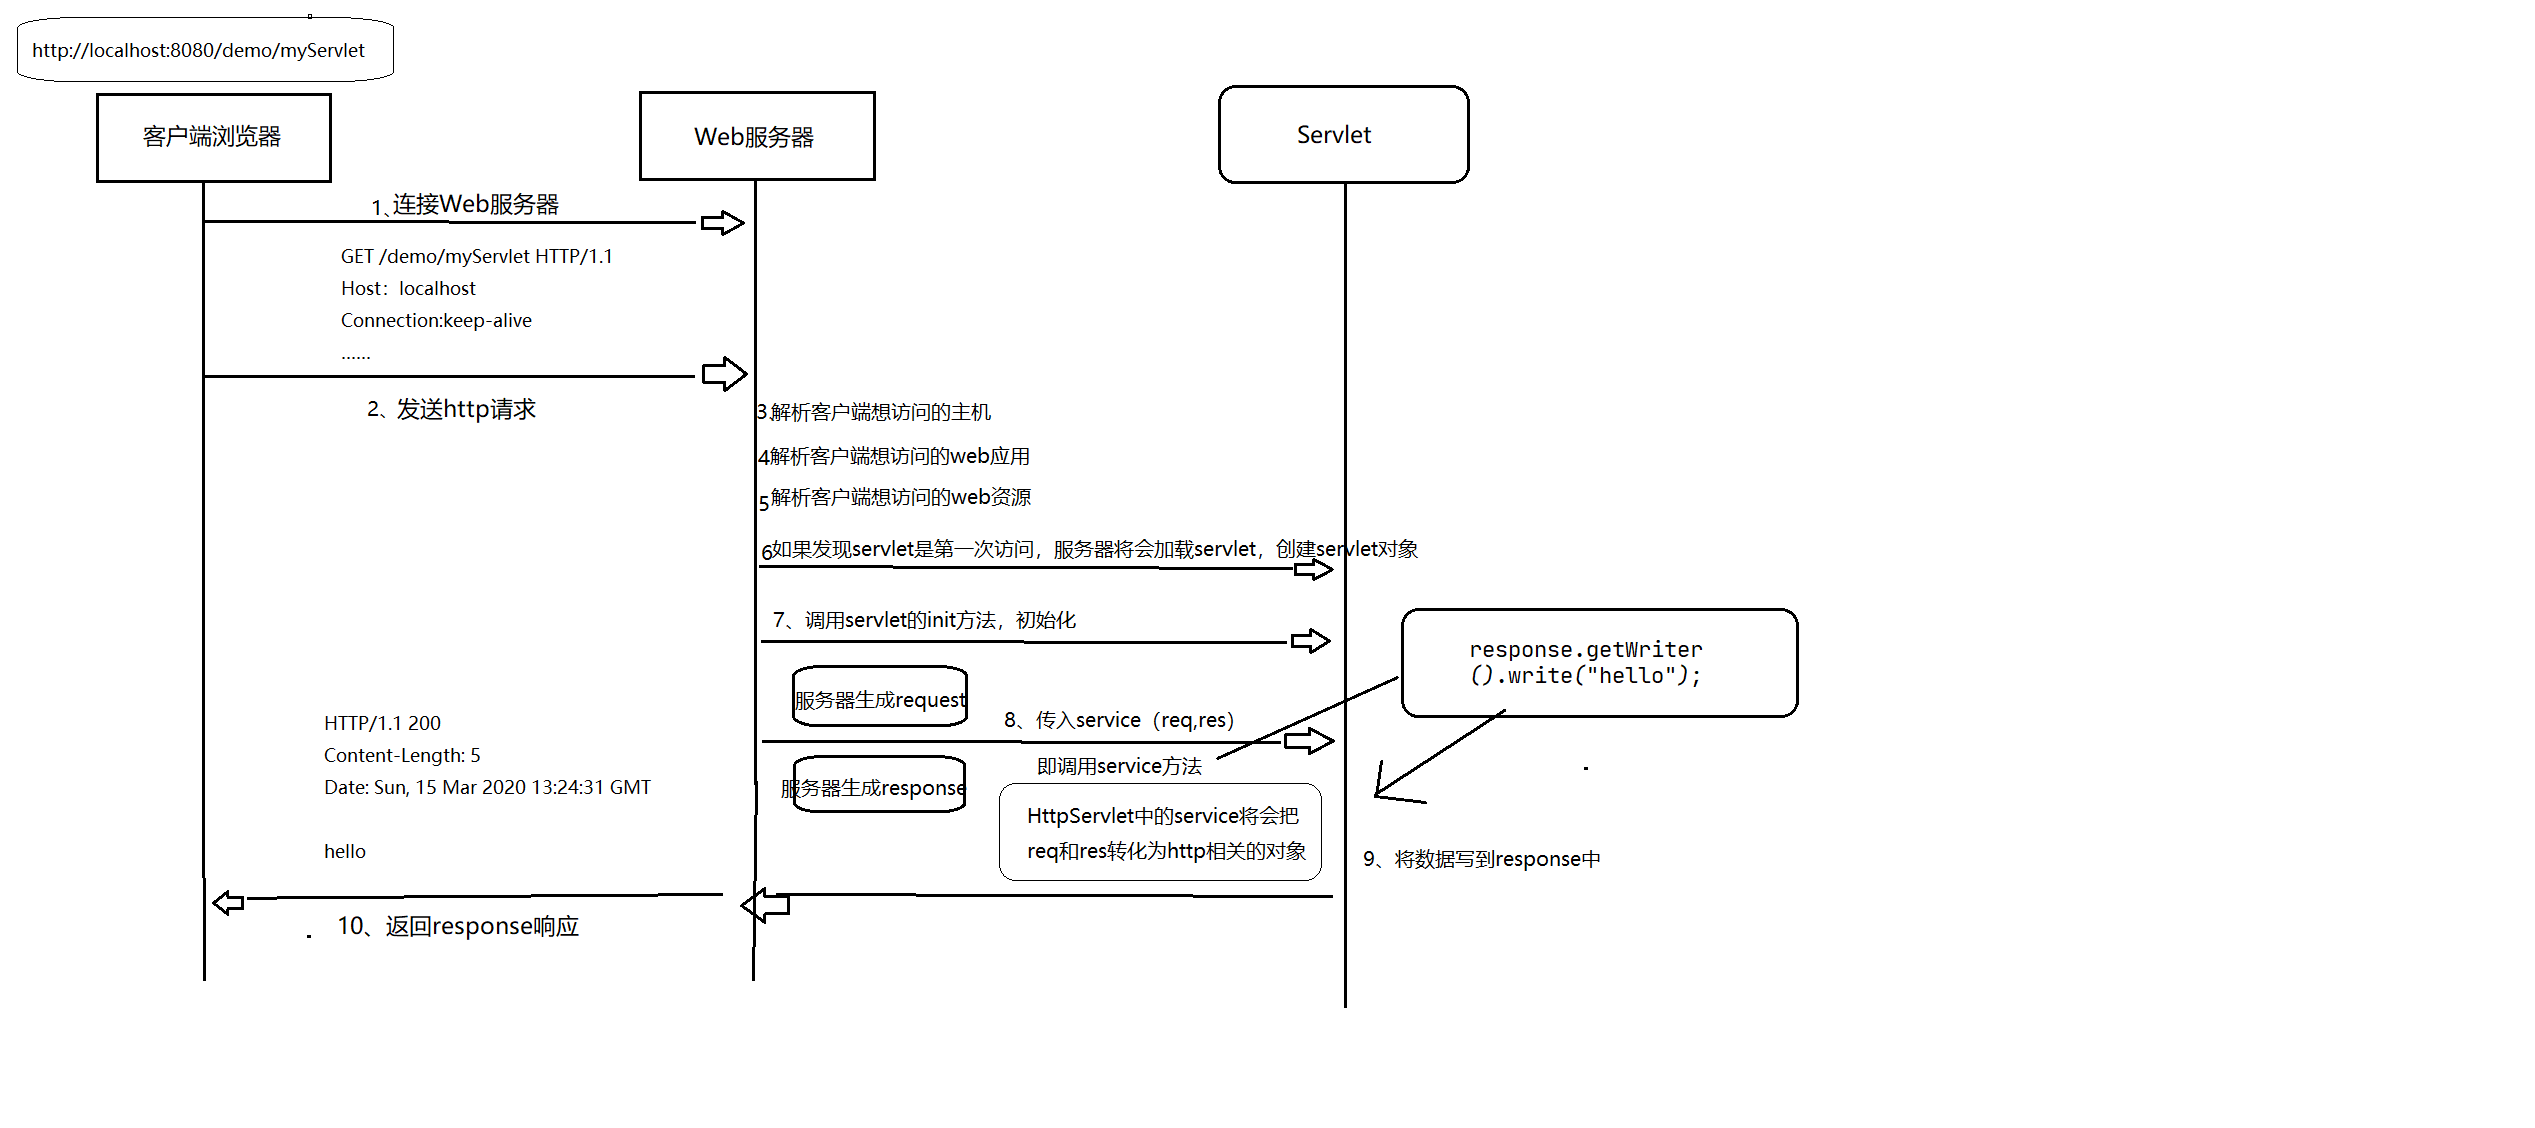 http://localhost:8080/demo/myServlet
客户端浏览器
Web服务器
Servlet
1、连接Web服务器
GET /demo/myServlet HTTP/1.1
Host：localhost
Connection:keep-alive
......
2、发送http请求
3、解析客户端想访问的主机
4解析客户端想访问的web应用
5解析客户端想访问的web资源
6如果发现servlet是第一次访问，服务器将会加载servlet，创建servlet对象
7、调用servlet的init方法，初始化
response.getWriter
().write("hello");
服务器生成request
8、传入service（req,res）
HTTP/1.1 200
Content-Length: 5
Date: Sun, 15 Mar 2020 13:24:31 GMT
hello
即调用service方法
服务器生成response
HttpServlet中的service将会把
req和res转化为http相关的对象
9、将数据写到response中
10、返回response响应